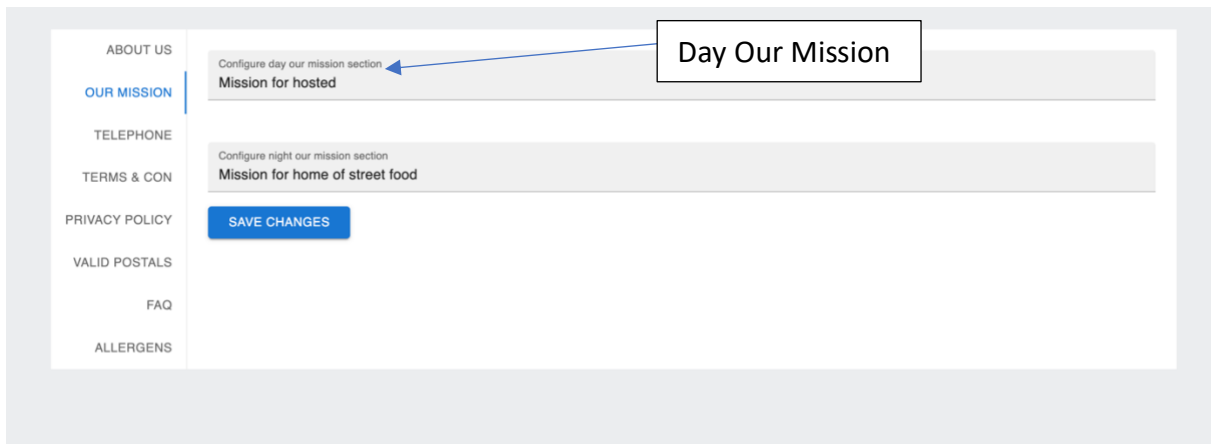 ABOUT US
OUR MISSION
TELEPHONE
TERMS & CON
PRIVACY POLICY
VALID POSTALS
FAQ
ALLERGENS
Configure day our mission section
Mission for hosted
Day Our Mission
Configure night our mission section
Mission for home of street food
SAVE CHANGES